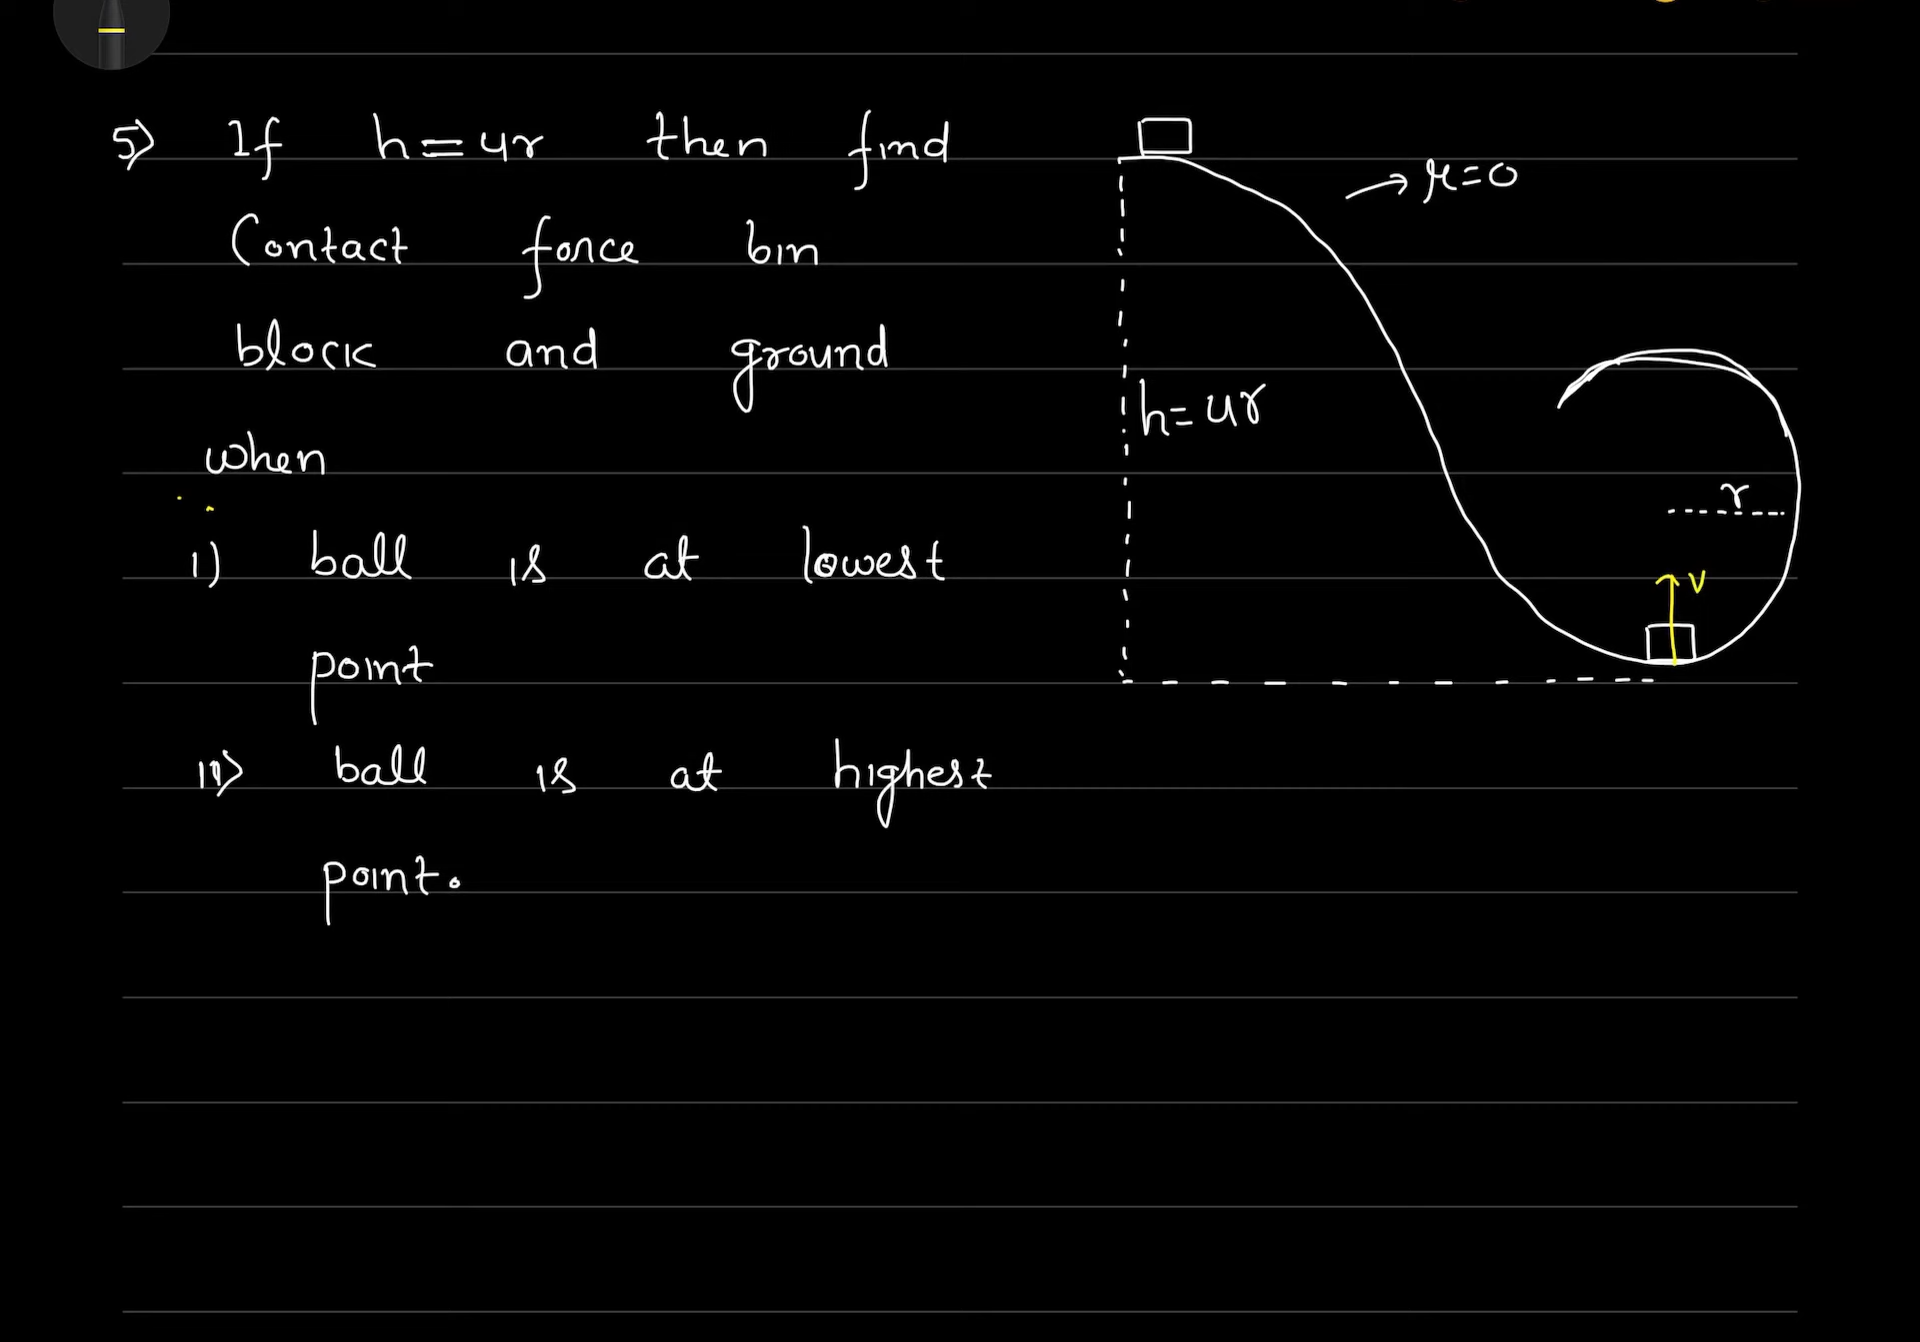 5) If h=4r then find
Contact force b/n
block and ground
when
i) ball is at lowest
point
ii) ball is at highest
point.
→ μ=0
h=4r
r
v